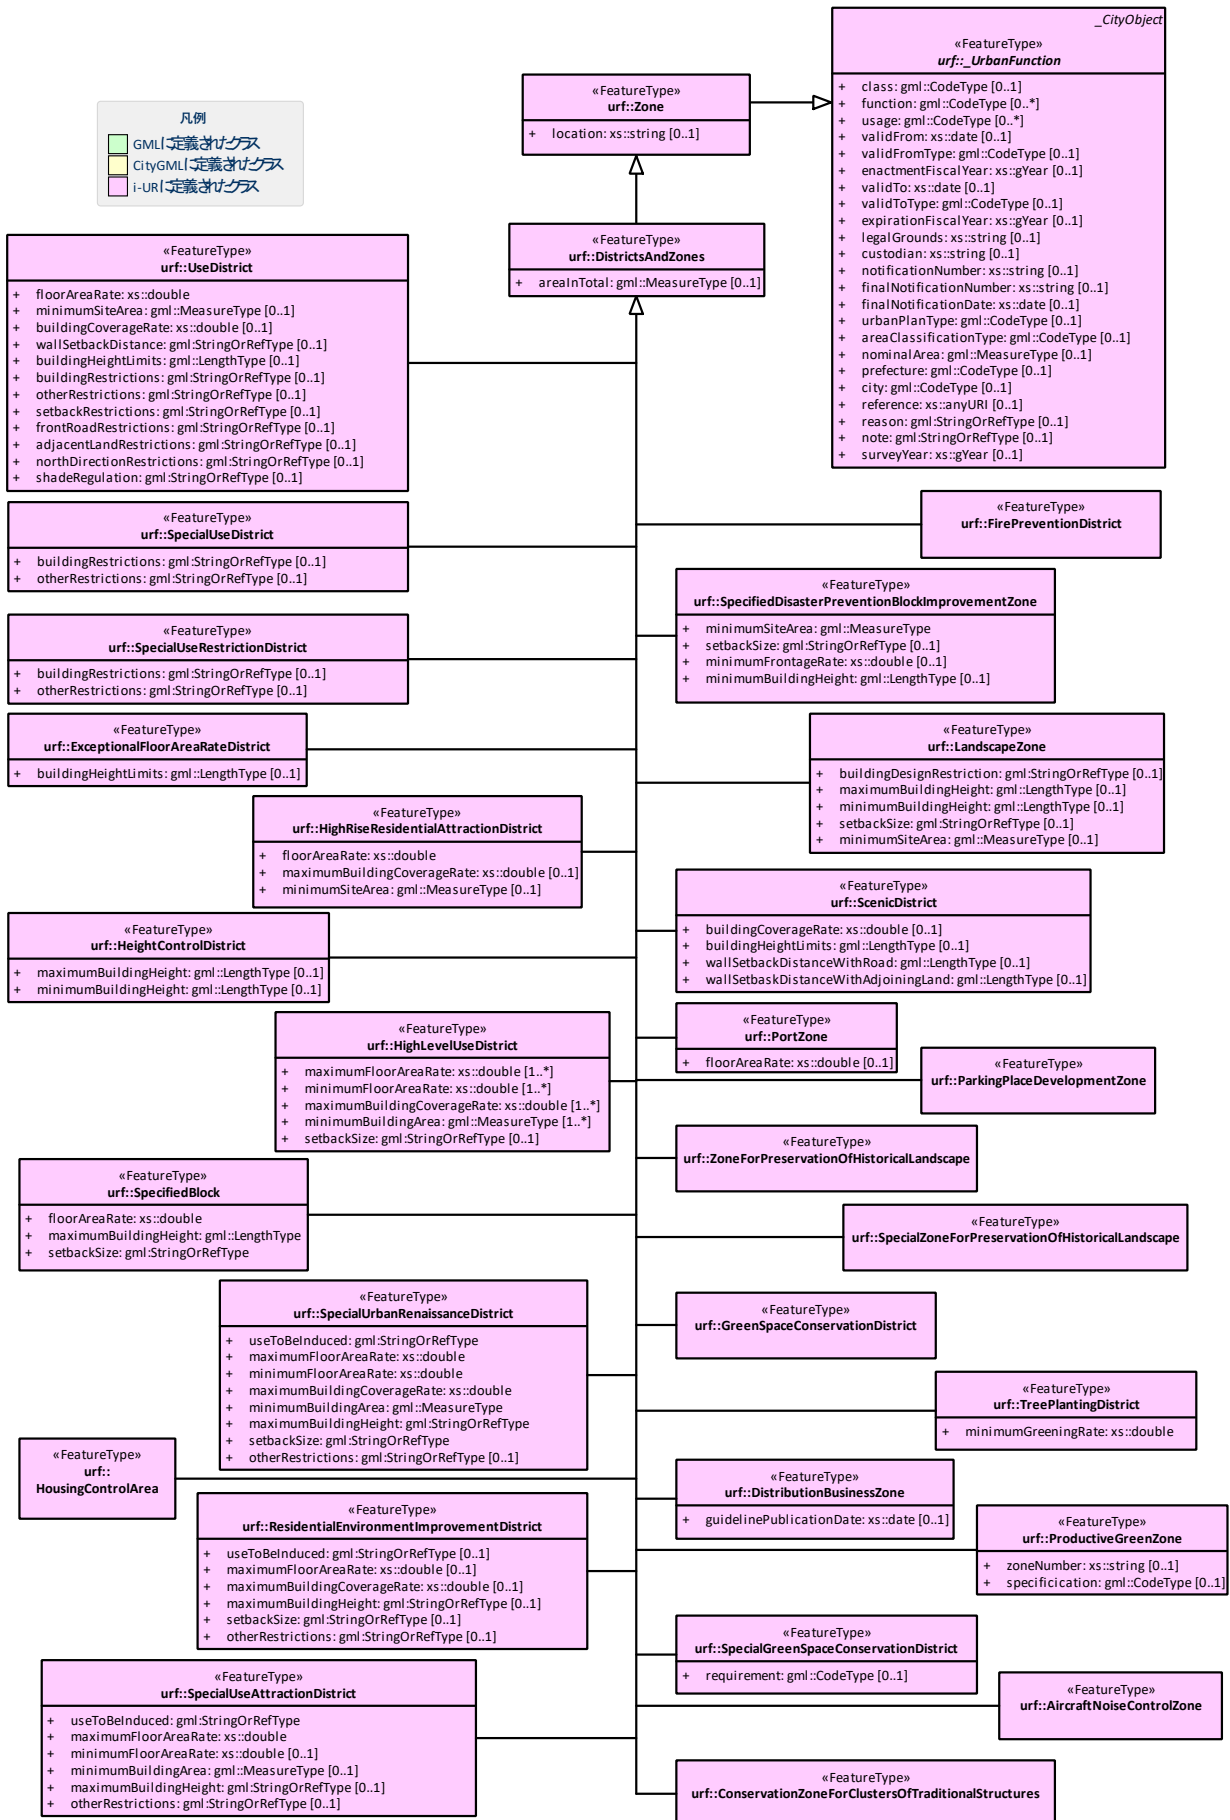 _CityObject
«FeatureType»
urf::_UrbanFunction
+ class: gml::CodeType [0..1]
+ function: gml::CodeType [0..*]
+ usage: gml::CodeType [0..*]
+ validFrom: xs::date [0..1]
+ validFromType: gml::CodeType [0..1]
+ enactmentFiscalYear: xs::gYear [0..1]
+ validTo: xs::date [0..1]
+ validToType: gml::CodeType [0..1]
+ expirationFiscalYear: xs::gYear [0..1]
+ legalGrounds: xs::string [0..1]
+ custodian: xs::string [0..1]
+ notificationNumber: xs::string [0..1]
+ finalNotificationNumber: xs::string [0..1]
+ finalNotificationDate: xs::date [0..1]
+ urbanPlanType: gml::CodeType [0..1]
+ areaClassificationType: gml::CodeType [0..1]
+ nominalArea: gml::MeasureType [0..1]
+ prefecture: gml::CodeType [0..1]
+ city: gml::CodeType [0..1]
+ reference: xs::anyURI [0..1]
+ reason: gml:StringOrRefType [0..1]
+ note: gml:StringOrRefType [0..1]
+ surveyYear: xs::gYear [0..1]
«FeatureType»
urf::Zone
+ location: xs::string [0..1]
凡例
GMLに定義されたクラス
CityGMLに定義されたクラス
i-URに定義されたクラス
«FeatureType»
urf::DistrictsAndZones
+ areaInTotal: gml::MeasureType [0..1]
«FeatureType»
urf::UseDistrict
+ floorAreaRate: xs::double
+ minimumSiteArea: gml::MeasureType [0..1]
+ buildingCoverageRate: xs::double [0..1]
+ wallSetbackDistance: gml:StringOrRefType [0..1]
+ buildingHeightLimits: gml::LengthType [0..1]
+ buildingRestrictions: gml:StringOrRefType [0..1]
+ otherRestrictions: gml:StringOrRefType [0..1]
+ setbackRestrictions: gml:StringOrRefType [0..1]
+ frontRoadRestrictions: gml:StringOrRefType [0..1]
+ adjacentLandRestrictions: gml:StringOrRefType [0..1]
+ northDirectionRestrictions: gml:StringOrRefType [0..1]
+ shadeRegulation: gml:StringOrRefType [0..1]
«FeatureType»
urf::FirePreventionDistrict
«FeatureType»
urf::SpecialUseDistrict
+ buildingRestrictions: gml:StringOrRefType [0..1]
+ otherRestrictions: gml:StringOrRefType [0..1]
«FeatureType»
urf::SpecifiedDisasterPreventionBlockImprovementZone
+ minimumSiteArea: gml::MeasureType
+ setbackSize: gml:StringOrRefType [0..1]
+ minimumFrontageRate: xs::double [0..1]
+ minimumBuildingHeight: gml::LengthType [0..1]
«FeatureType»
urf::SpecialUseRestrictionDistrict
+ buildingRestrictions: gml:StringOrRefType [0..1]
+ otherRestrictions: gml:StringOrRefType [0..1]
«FeatureType»
urf::ExceptionalFloorAreaRateDistrict
+ buildingHeightLimits: gml::LengthType [0..1]
«FeatureType»
urf::LandscapeZone
+ buildingDesignRestriction: gml:StringOrRefType [0..1]
+ maximumBuildingHeight: gml::LengthType [0..1]
+ minimumBuildingHeight: gml::LengthType [0..1]
+ setbackSize: gml:StringOrRefType [0..1]
+ minimumSiteArea: gml::MeasureType [0..1]
«FeatureType»
urf::HighRiseResidentialAttractionDistrict
+ floorAreaRate: xs::double
+ maximumBuildingCoverageRate: xs::double [0..1]
+ minimumSiteArea: gml::MeasureType [0..1]
«FeatureType»
urf::ScenicDistrict
+ buildingCoverageRate: xs::double [0..1]
+ buildingHeightLimits: gml::LengthType [0..1]
+ wallSetbackDistanceWithRoad: gml::LengthType [0..1]
+ wallSetbaskDistanceWithAdjoiningLand: gml::LengthType [0..1]
«FeatureType»
urf::HeightControlDistrict
+ maximumBuildingHeight: gml::LengthType [0..1]
+ minimumBuildingHeight: gml::LengthType [0..1]
«FeatureType»
urf::PortZone
+ floorAreaRate: xs::double [0..1]
«FeatureType»
urf::HighLevelUseDistrict
+ maximumFloorAreaRate: xs::double [1..*]
+ minimumFloorAreaRate: xs::double [1..*]
+ maximumBuildingCoverageRate: xs::double [1..*]
+ minimumBuildingArea: gml::MeasureType [1..*]
+ setbackSize: gml:StringOrRefType [0..1]
«FeatureType»
urf::ParkingPlaceDevelopmentZone
«FeatureType»
urf::ZoneForPreservationOfHistoricalLandscape
«FeatureType»
urf::SpecifiedBlock
+ floorAreaRate: xs::double
+ maximumBuildingHeight: gml::LengthType
+ setbackSize: gml:StringOrRefType
«FeatureType»
urf::SpecialZoneForPreservationOfHistoricalLandscape
«FeatureType»
urf::SpecialUrbanRenaissanceDistrict
+ useToBeInduced: gml:StringOrRefType
+ maximumFloorAreaRate: xs::double
+ minimumFloorAreaRate: xs::double
+ maximumBuildingCoverageRate: xs::double
+ minimumBuildingArea: gml::MeasureType
+ maximumBuildingHeight: gml:StringOrRefType
+ setbackSize: gml:StringOrRefType
+ otherRestrictions: gml:StringOrRefType [0..1]
«FeatureType»
urf::GreenSpaceConservationDistrict
«FeatureType»
urf::TreePlantingDistrict
+ minimumGreeningRate: xs::double
«FeatureType»
urf::
HousingControlArea
«FeatureType»
urf::DistributionBusinessZone
+ guidelinePublicationDate: xs::date [0..1]
«FeatureType»
urf::ResidentialEnvironmentImprovementDistrict
+ useToBeInduced: gml:StringOrRefType [0..1]
+ maximumFloorAreaRate: xs::double [0..1]
+ maximumBuildingCoverageRate: xs::double [0..1]
+ maximumBuildingHeight: gml:StringOrRefType [0..1]
+ setbackSize: gml:StringOrRefType [0..1]
+ otherRestrictions: gml:StringOrRefType [0..1]
«FeatureType»
urf::ProductiveGreenZone
+ zoneNumber: xs::string [0..1]
+ specificication: gml::CodeType [0..1]
«FeatureType»
urf::SpecialGreenSpaceConservationDistrict
+ requirement: gml::CodeType [0..1]
«FeatureType»
urf::SpecialUseAttractionDistrict
+ useToBeInduced: gml:StringOrRefType
+ maximumFloorAreaRate: xs::double
+ minimumFloorAreaRate: xs::double [0..1]
+ minimumBuildingArea: gml::MeasureType [0..1]
+ maximumBuildingHeight: gml:StringOrRefType [0..1]
+ otherRestrictions: gml:StringOrRefType [0..1]
«FeatureType»
urf::AircraftNoiseControlZone
«FeatureType»
urf::ConservationZoneForClustersOfTraditionalStructures